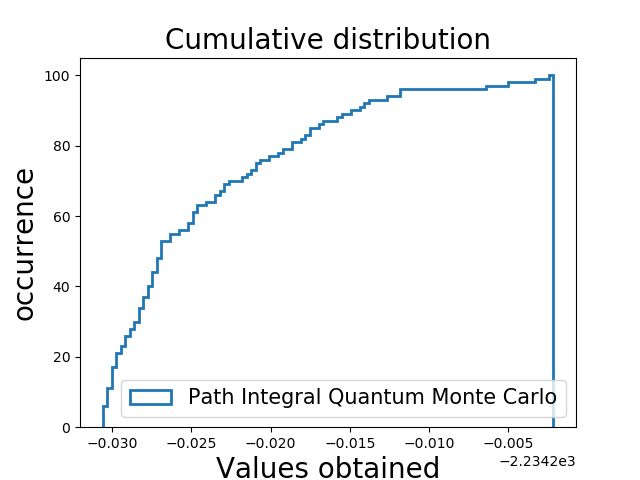 Cumulative distribution
100
80
60
40
20
0
occurrence
Path Integral Quantum Monte Carlo
−0.030 −0.025 −0.020 −0.015 −0.010 −0.005
−2.2342e3
Values obtained